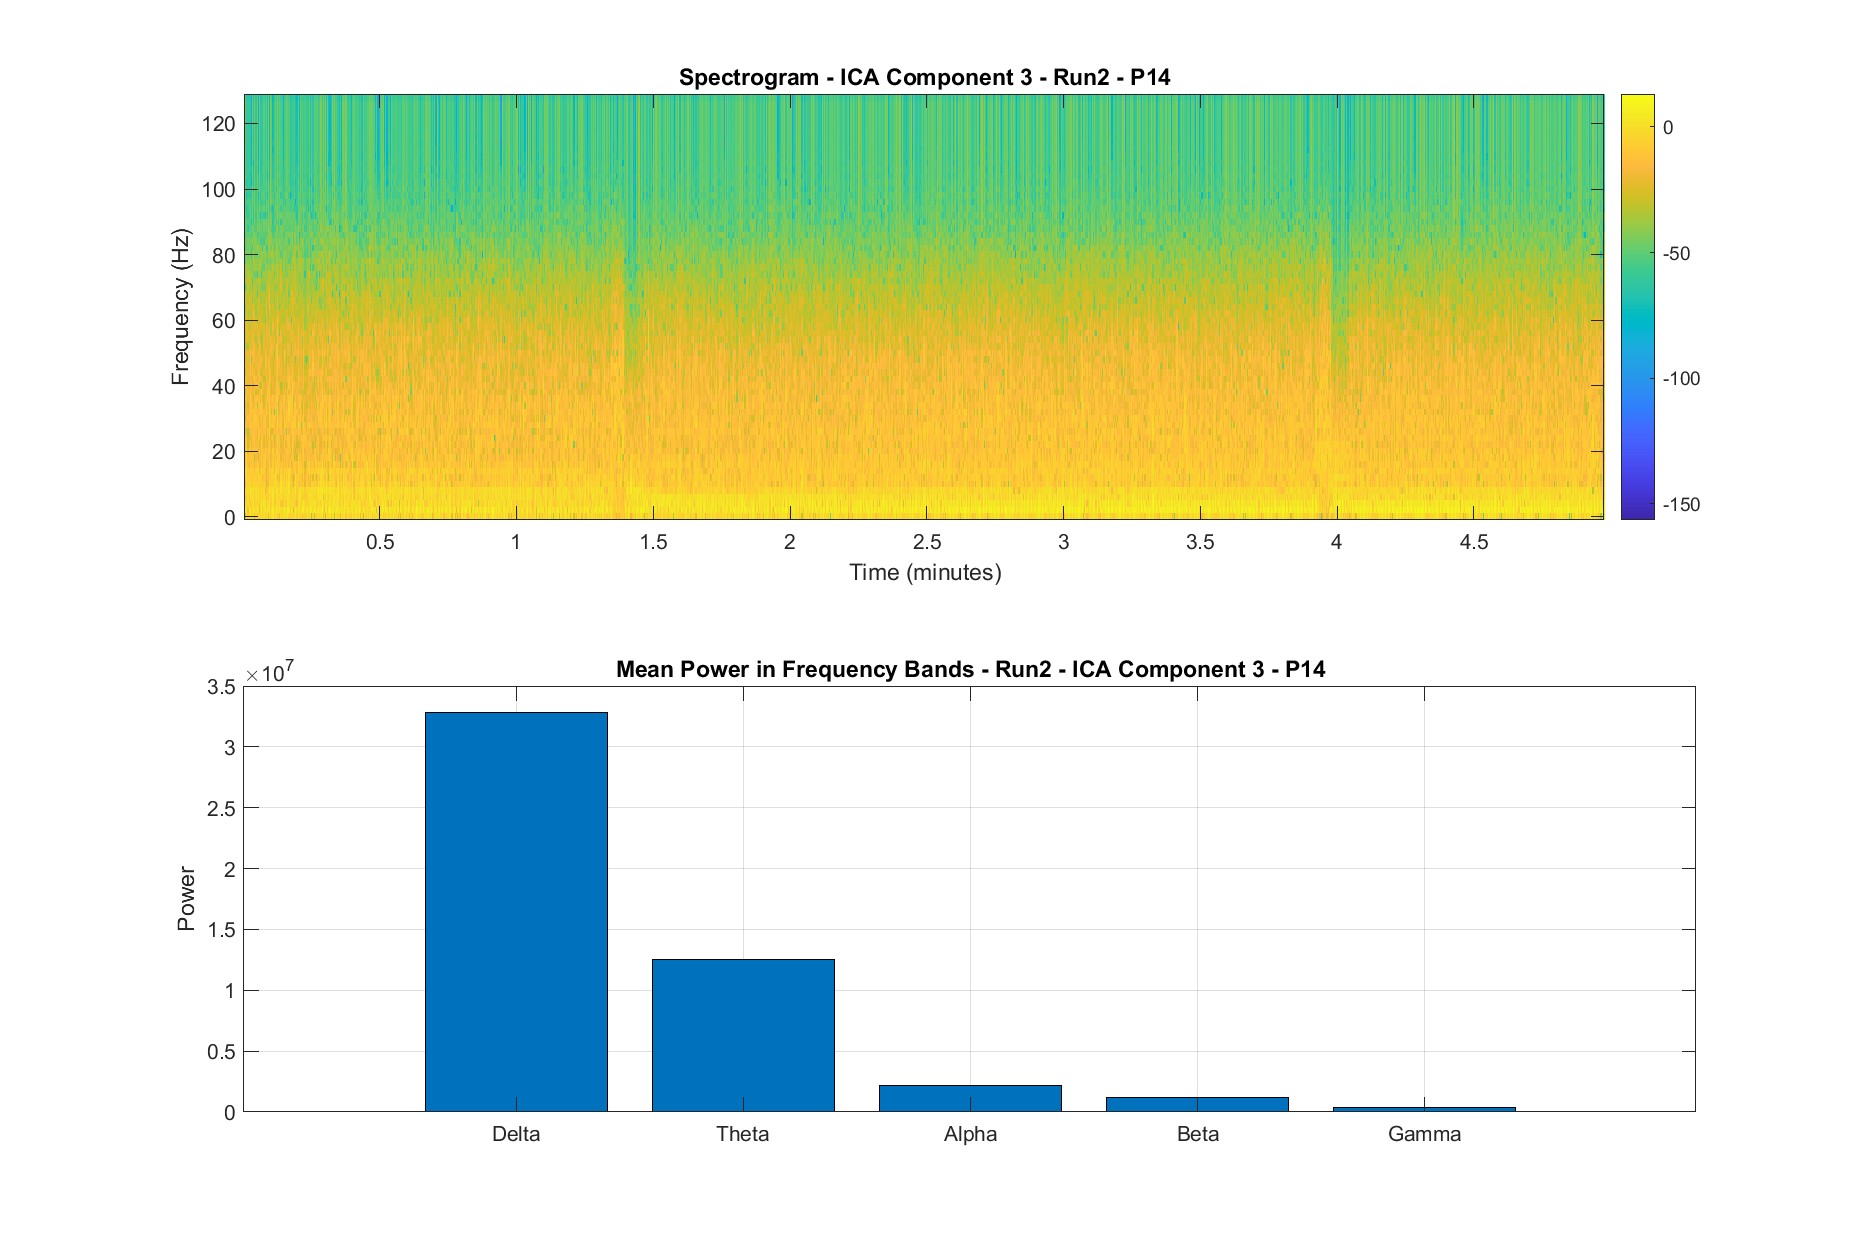 Spectrogram - ICA Component 3 - Run2 - P14
120
100
80
60
40
20
0
Frequency (Hz)
0.5 1 1.5 2 2.5 3 3.5 4 4.5
Time (minutes)
0
-50
-100
-150
Mean Power in Frequency Bands - Run2 - ICA Component 3 - P14
×10^7
3.5
3
2.5
2
1.5
1
0.5
0
Power
Delta Theta Alpha Beta Gamma